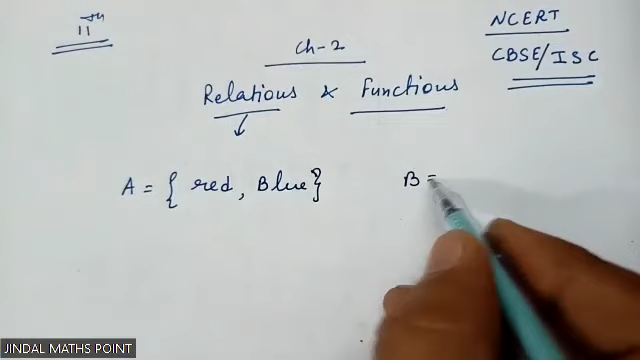 11th
NCERT
CBSE/ISC
Ch-2
Relations & Functions
A = { red, Blue}
B =
JINDAL MATHS POINT